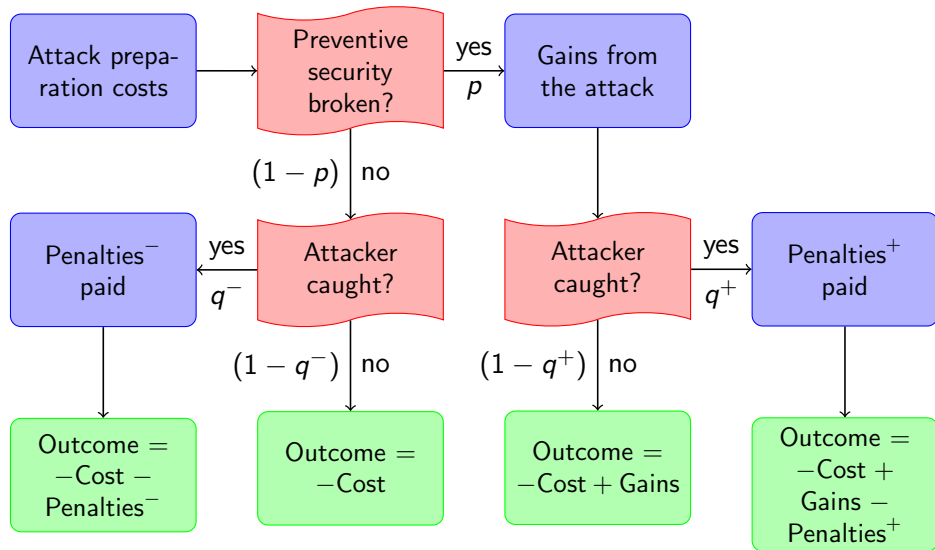 Attack prepa-
ration costs
Preventive
security
broken?
yes
p
Gains from
the attack
(1 − p)
no
Penalties⁻
paid
yes
q⁻
Attacker
caught?
Attacker
caught?
yes
q⁺
Penalties⁺
paid
(1 − q⁻)
no
(1 − q⁺)
no
Outcome =
−Cost −
Penalties⁻
Outcome =
−Cost
Outcome =
−Cost + Gains
Outcome =
−Cost +
Gains −
Penalties⁺